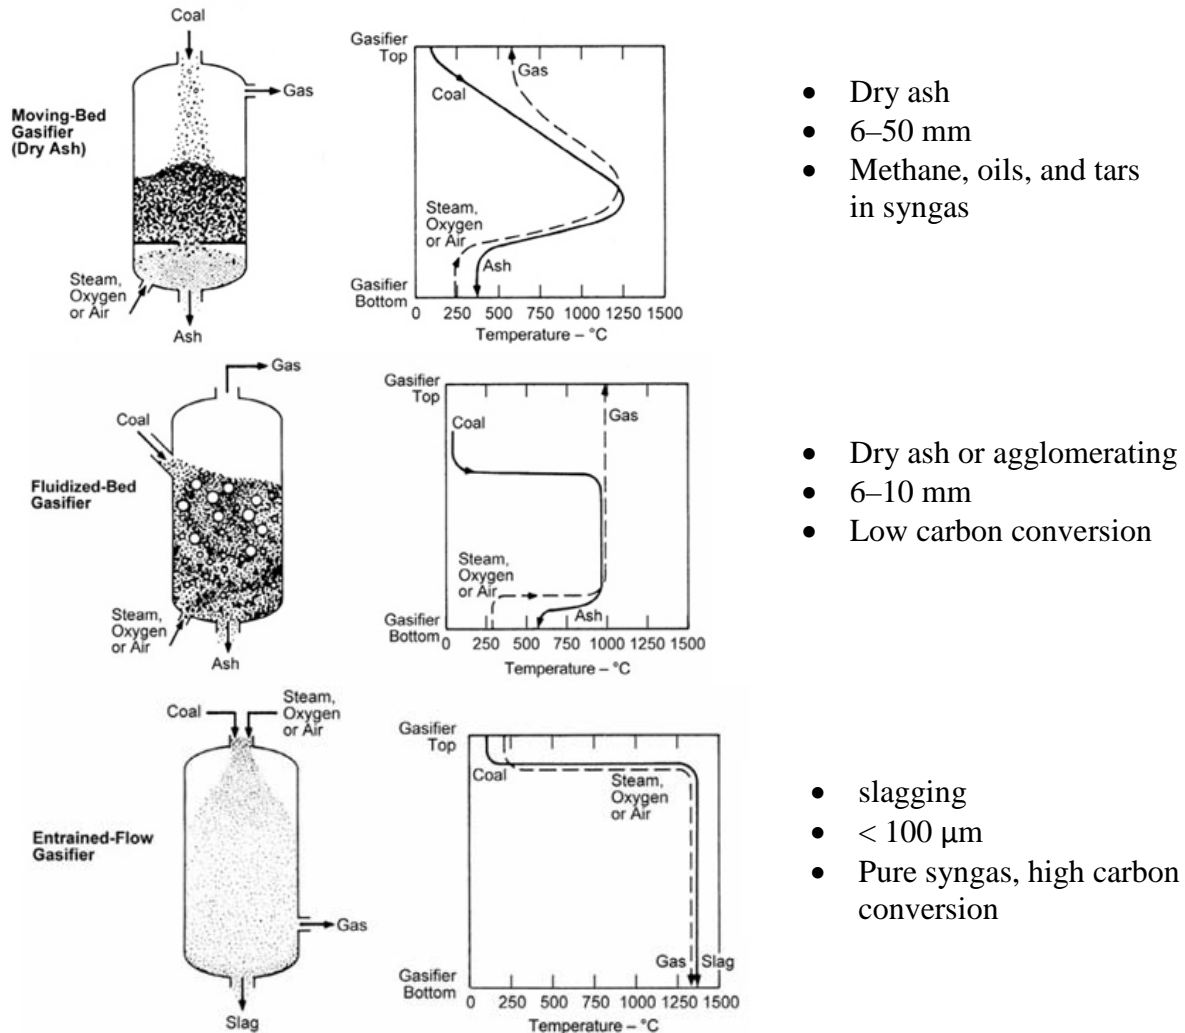 Coal
Gas
Moving-Bed
Gasifier
(Dry Ash)
Steam,
Oxygen
or Air
Ash
Gasifier
Top
Gas
Coal
Steam,
Oxygen
or Air
Ash
Gasifier
Bottom
0 250 500 750 1000 1250 1500
Temperature – °C
• Dry ash
• 6–50 mm
• Methane, oils, and tars
in syngas
Gas
Coal
Fluidized-Bed
Gasifier
Steam,
Oxygen
or Air
Ash
Gasifier
Top
Coal
Gas
Steam,
Oxygen
or Air
Ash
Gasifier
Bottom
0 250 500 750 1000 1250 1500
Temperature – °C
• Dry ash or agglomerating
• 6–10 mm
• Low carbon conversion
Coal
Steam,
Oxygen
or Air
Entrained-Flow
Gasifier
Gas
Slag
Gasifier
Top
Coal
Steam,
Oxygen
or Air
Gas
Slag
Gasifier
Bottom
0 250 500 750 1000 1250 1500
Temperature – °C
• slagging
• < 100 µm
• Pure syngas, high carbon
conversion